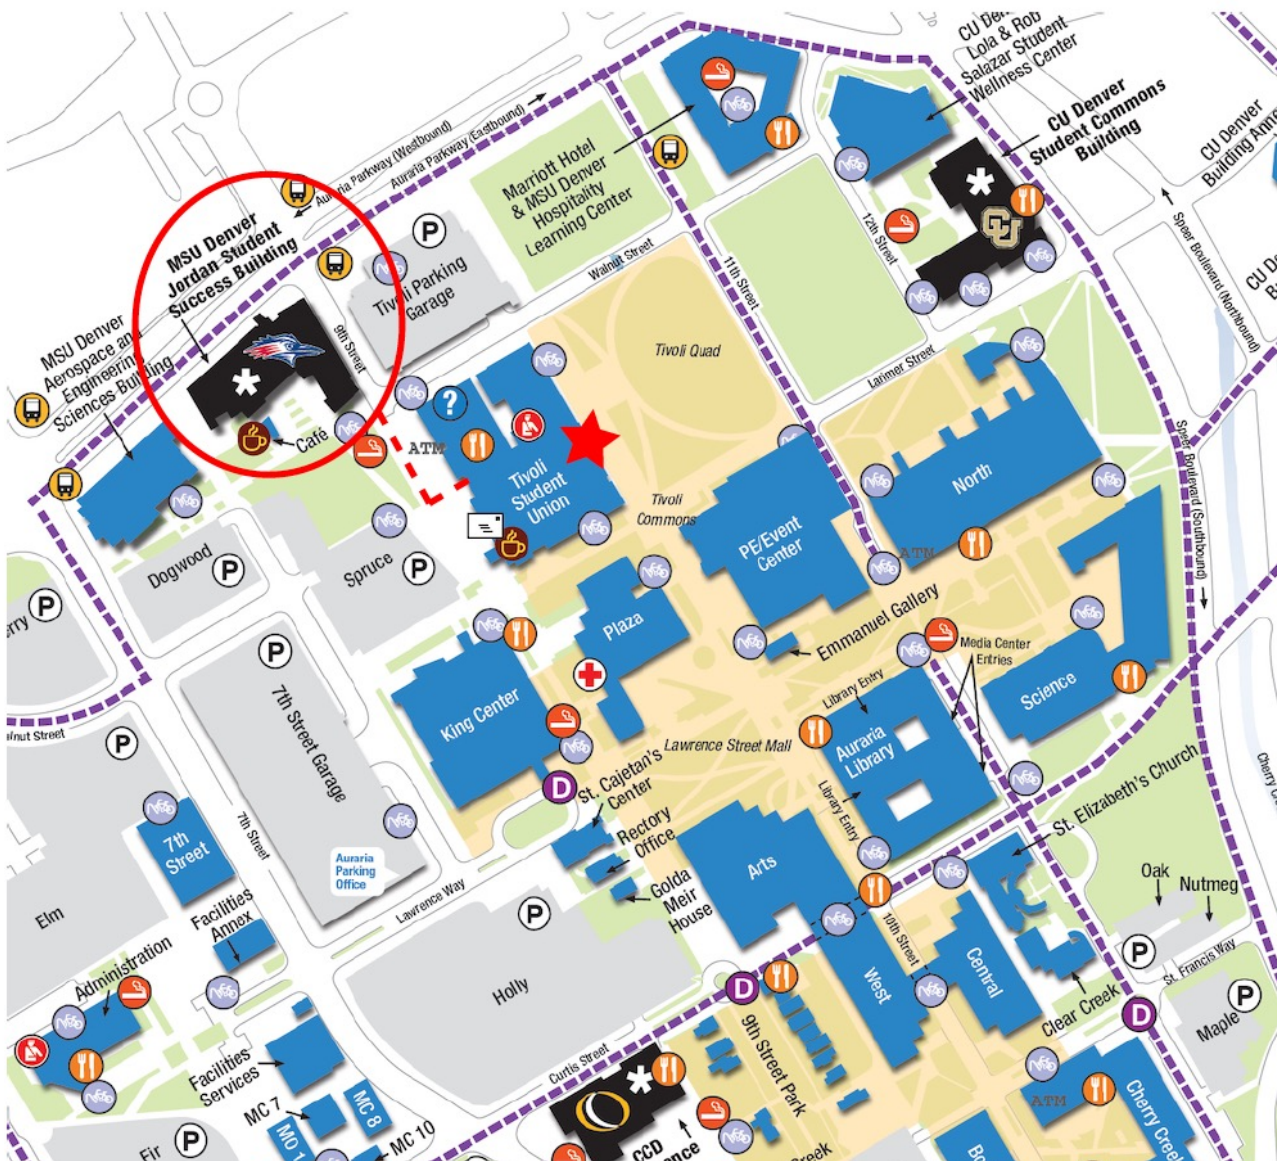 CU Den
Lola & Rob
Salazar Student
Wellness Center
CU Denver
Student Commons
Building
CU Denver
Building Anne
Auraria Parkway (Westbound)
Auraria Parkway (Eastbound)
Marriott Hotel
& MSU Denver
Hospitality
Learning Center
MSU Denver
Jordan Student
Success Building
P
Tivoli Parking
Garage
Walnut Street
11th Street
12th Street
CU
Speer Boulevard (Northbound)
CU De
MSU Denver
Aerospace and
Engineering
Sciences Building
9th Street
Tivoli Quad
Larimer Street
?
ATM
Café
Tivoli
Student
Union
Tivoli
Commons
North
PE/Event
Center
ATM
Speer Boulevard (Southbound)
Dogwood
P
Spruce
P
erry
P
Plaza
Emmanuel Gallery
Media Center
Entries
P
7th Street Garage
King Center
Library Entry
Science
alnut Street
P
Lawrence Street Mall
Auraria
Library
Library Entry
Cherry C
D
St. Cajetan's
Center
Rectory
Office
Golda
Meir
House
St. Elizabeth's Church
7th
Street
7th Street
Auraria
Parking
Office
Arts
Oak
Nutmeg
Elm
Facilities
Annex
Lawrence Way
P
10th Street
P
St. Francis Way
Administration
Holly
D
West
Central
Clear Creek
D
P
Maple
Facilities
Services
Curtis Street
9th Street Park
MC 7
MC 8
MC 10
ATM
Cherry Creek
Fir
P
CCD